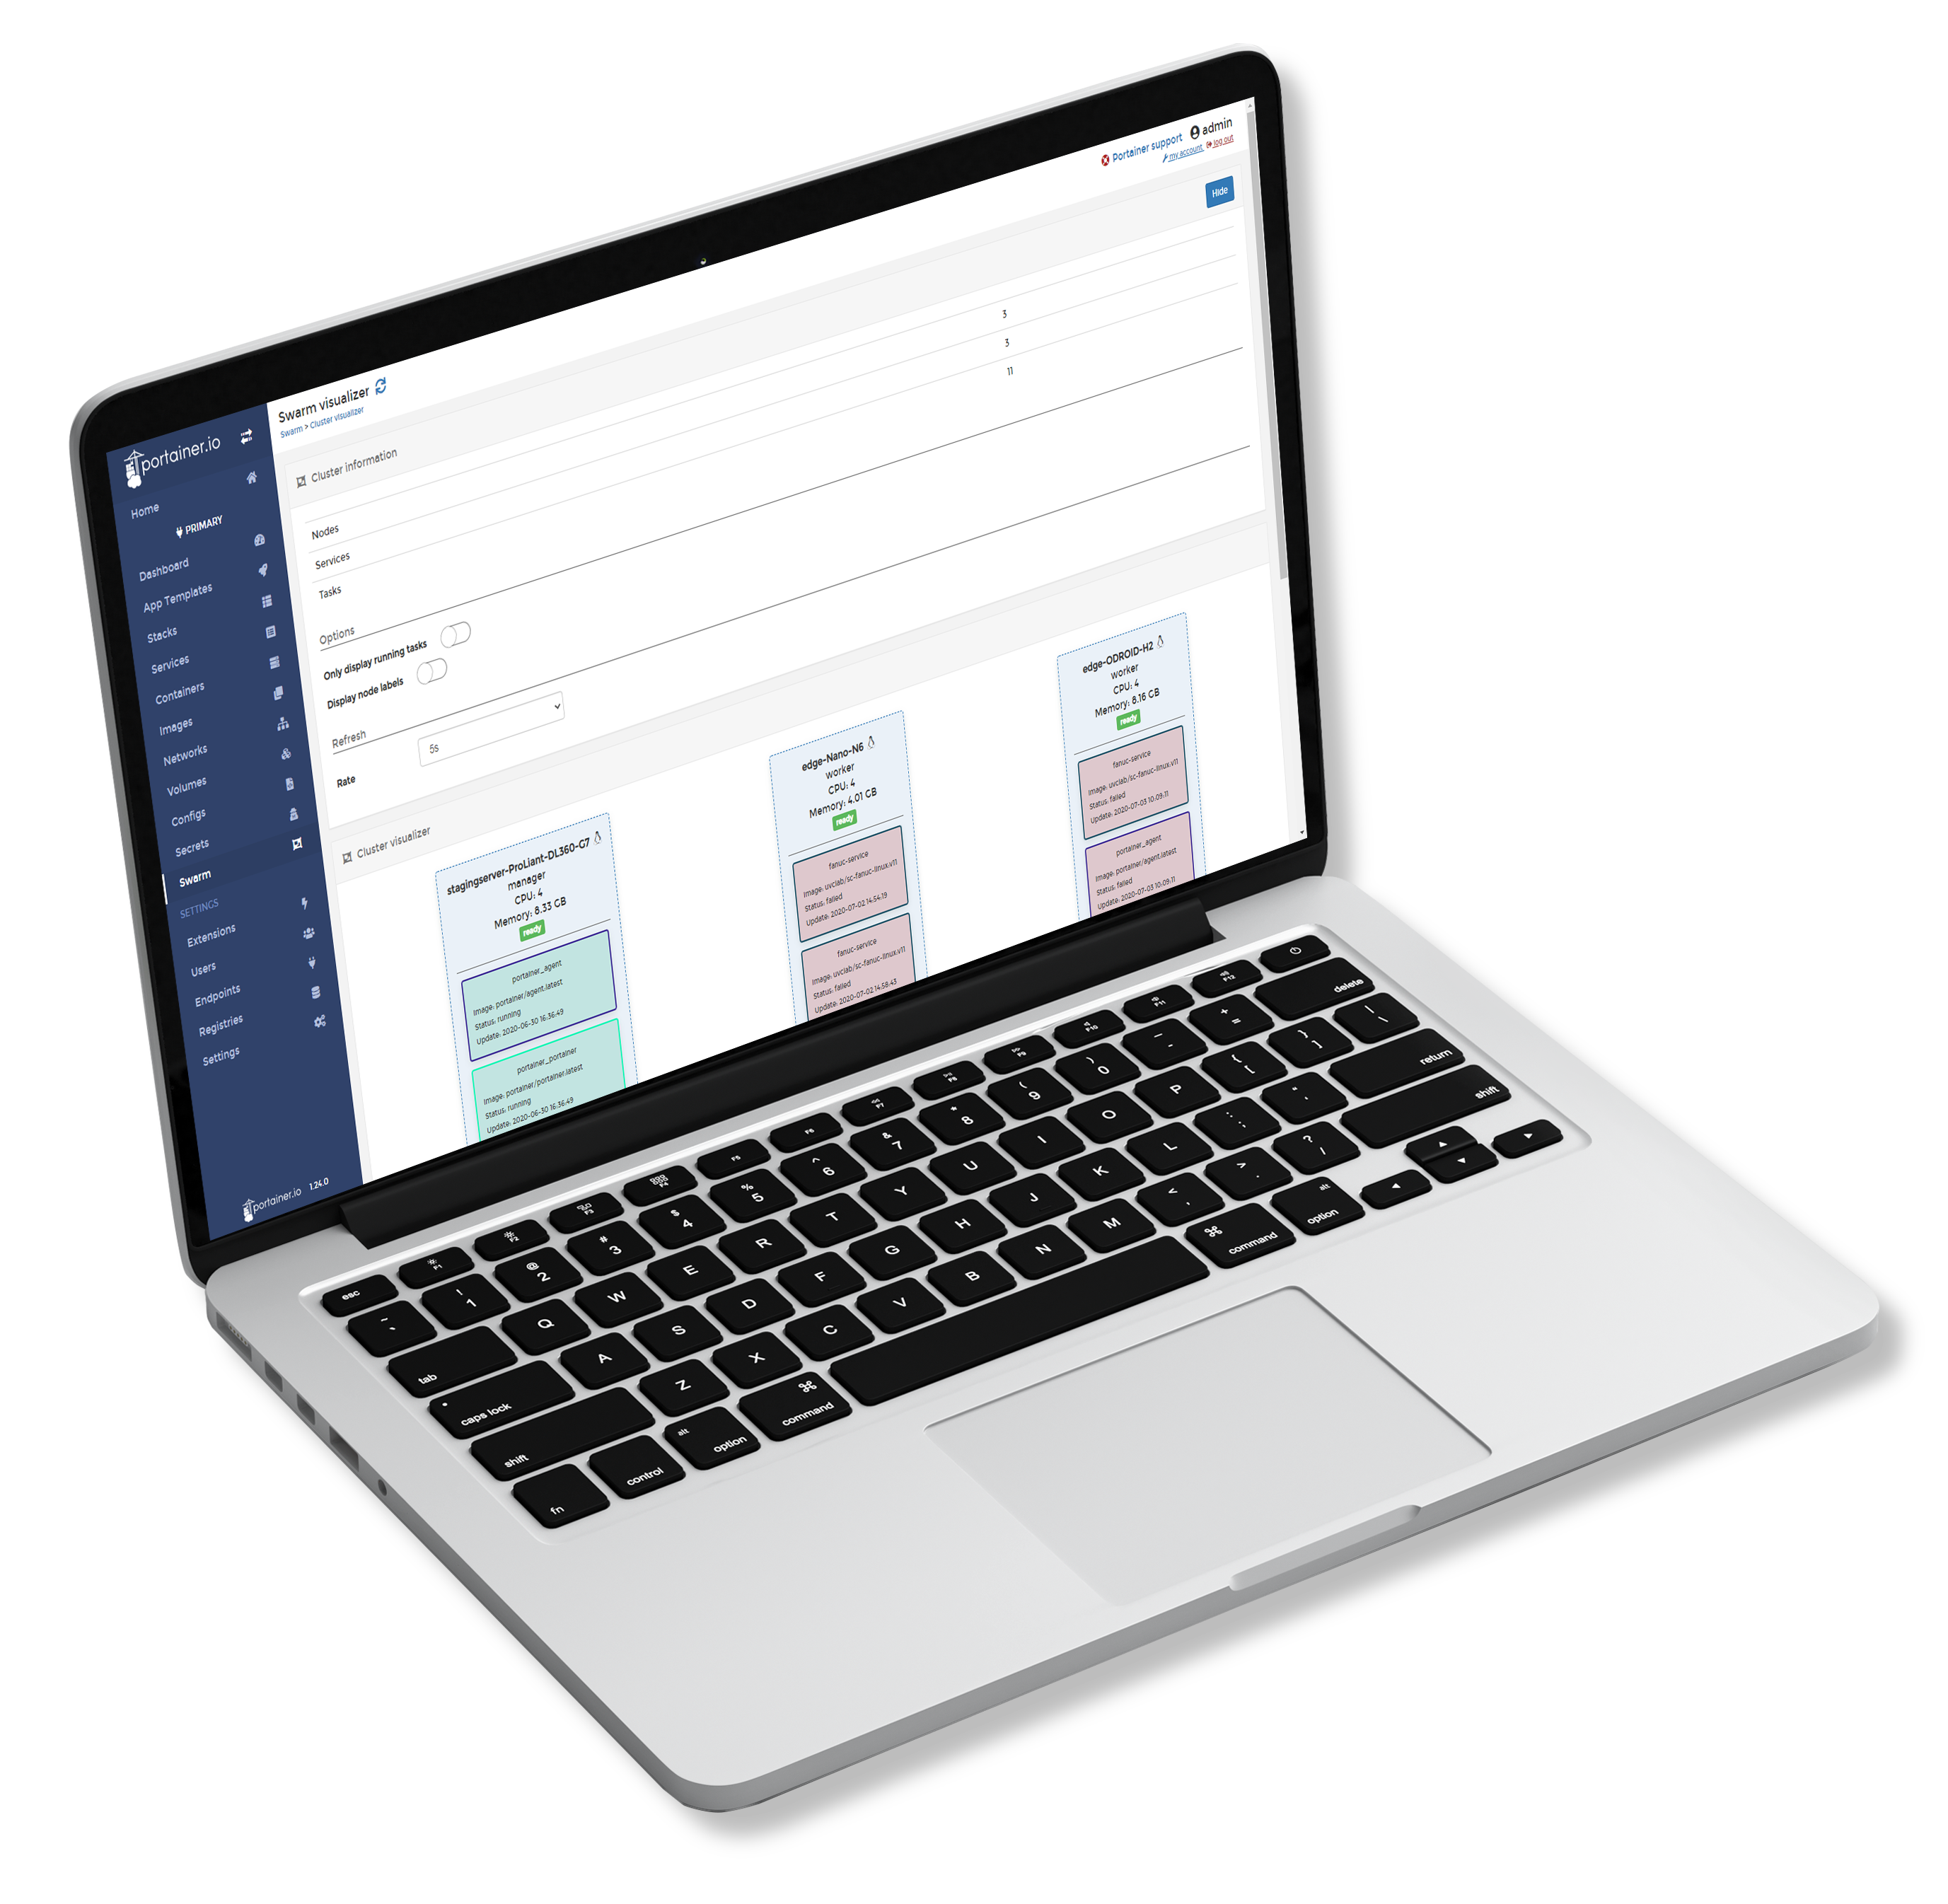 Portainer support admin
my account log out
Hide
Swarm visualizer
Swarm > Cluster visualizer
portainer.io
Home
PRIMARY
Dashboard
App Templates
Stacks
Services
Containers
Images
Networks
Volumes
Configs
Secrets
Swarm
SETTINGS
Extensions
Users
Endpoints
Registries
Settings
portainer.io 1.24.0
Cluster information
Nodes 3
Services 3
Tasks 11
Options
Only display running tasks
Display node labels
Refresh
Rate 5s
Cluster visualizer
stagingserver-ProLiant-DL360-G7
manager
CPU: 4
Memory: 8.33 GB
ready
portainer_agent
Image: portainer/agent:latest
Status: running
Update: 2020-06-30 16:36:49
portainer_portainer
Image: portainer/portainer:latest
Status: running
Update: 2020-06-30 16:36:49
edge-Nano-N6
worker
CPU: 4
Memory: 4.01 GB
ready
fanuc-service
Image: uvclab/sc-fanuc-linux:v11
Status: failed
Update: 2020-07-02 14:54:19
fanuc-service
Image: uvclab/sc-fanuc-linux:v11
Status: failed
Update: 2020-07-02 14:58:43
edge-ODROID-H2
worker
CPU: 4
Memory: 8.16 GB
ready
fanuc-service
Image: uvclab/sc-fanuc-linux:v11
Status: failed
Update: 2020-07-03 10:09:11
portainer_agent
Image: portainer/agent:latest
Status: failed
Update: 2020-07-03 10:09:11
esc F1 F2 F3 F4 F5 F6 F7 F8 F9 F10 F11 F12
~ ` ! 1 @ 2 # 3 $ 4 % 5 ^ 6 & 7 * 8 ( 9 ) 0 _ - + = delete
tab Q W E R T Y U I O P { [ } ] | \
caps lock A S D F G H J K L : ; " ' return
shift Z X C V B N M < , > . ? / shift
fn control alt option ⌘ command ⌘ command alt option